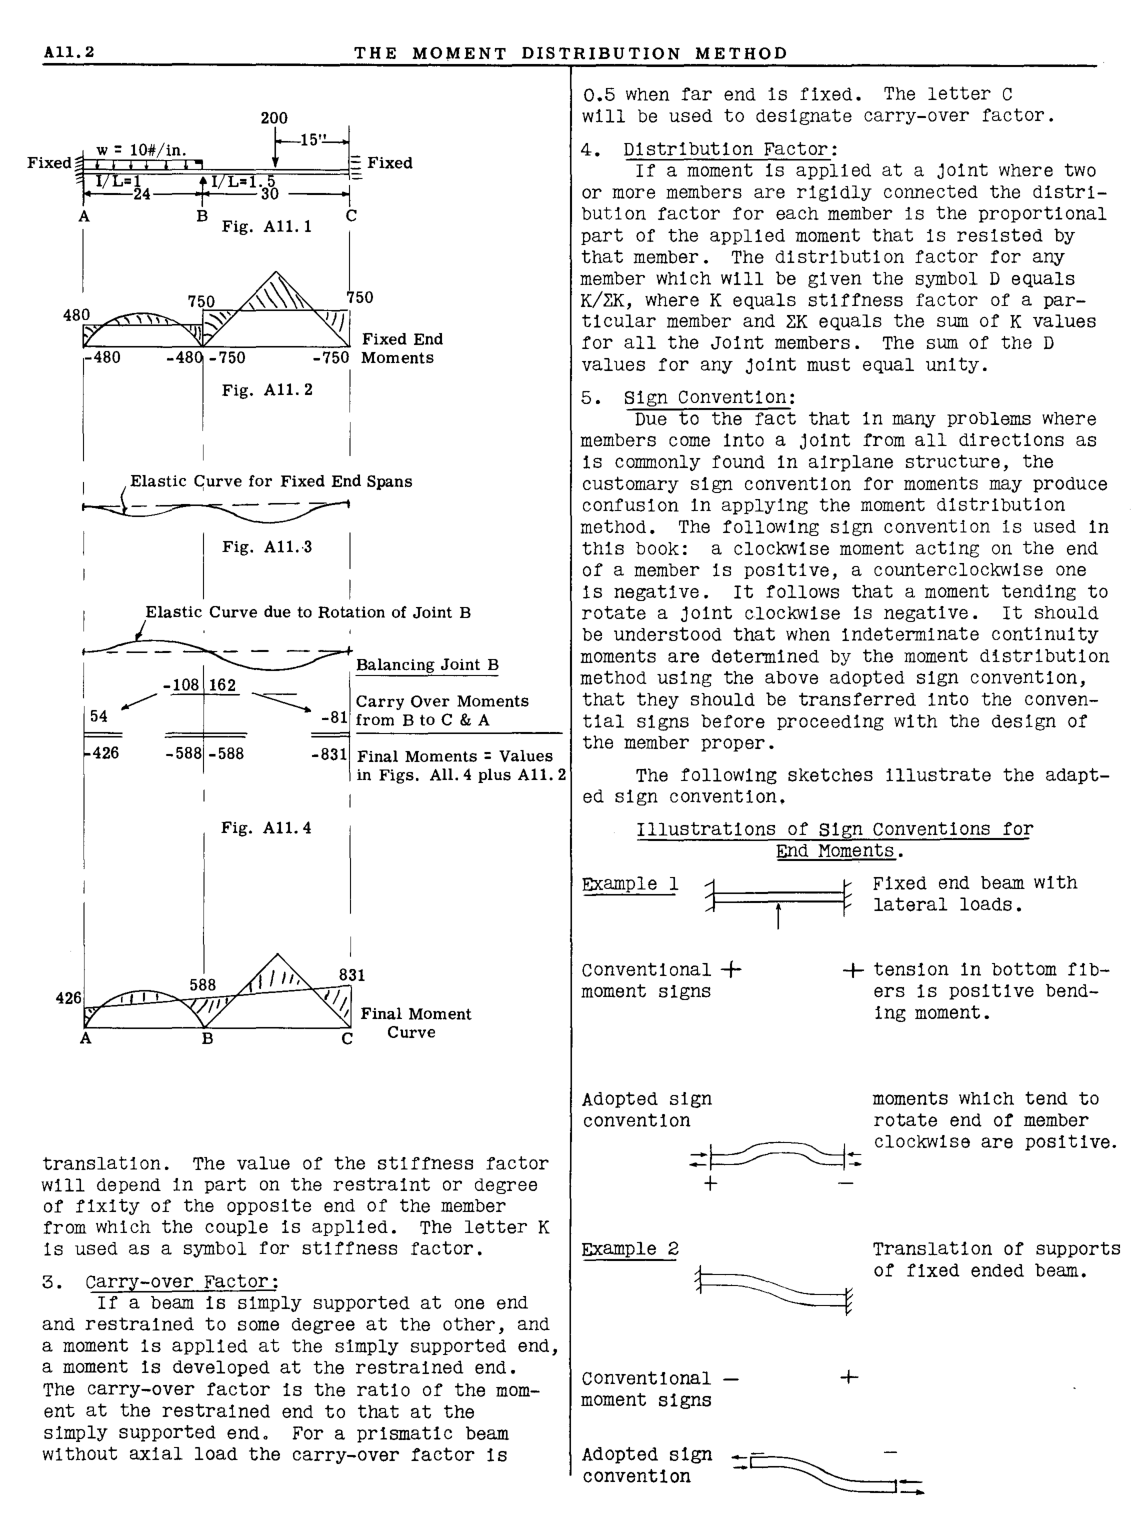 A11.2
THE MOMENT DISTRIBUTION METHOD
200
15"
w = 10#/in.
Fixed
Fixed
I/L=1
I/L=1.5
24
30
A
B
C
Fig. A11.1
750
750
480
Fixed End
-480
-480
-750
-750
Moments
Fig. A11.2
Elastic Curve for Fixed End Spans
Fig. A11.3
Elastic Curve due to Rotation of Joint B
Balancing Joint B
-108
162
Carry Over Moments
54
-81
from B to C & A
-426
-588
-588
-831
Final Moments = Values
in Figs. A11.4 plus A11.2
Fig. A11.4
831
588
426
Final Moment
Curve
A
B
C
translation. The value of the stiffness factor
will depend in part on the restraint or degree
of fixity of the opposite end of the member
from which the couple is applied. The letter K
is used as a symbol for stiffness factor.
3. Carry-over Factor:
If a beam is simply supported at one end
and restrained to some degree at the other, and
a moment is applied at the simply supported end,
a moment is developed at the restrained end.
The carry-over factor is the ratio of the mom-
ent at the restrained end to that at the
simply supported end. For a prismatic beam
without axial load the carry-over factor is
0.5 when far end is fixed. The letter C
will be used to designate carry-over factor.
4. Distribution Factor:
If a moment is applied at a joint where two
or more members are rigidly connected the distri-
bution factor for each member is the proportional
part of the applied moment that is resisted by
that member. The distribution factor for any
member which will be given the symbol D equals
K/ΣK, where K equals stiffness factor of a par-
ticular member and ΣK equals the sum of K values
for all the Joint members. The sum of the D
values for any joint must equal unity.
5. Sign Convention:
Due to the fact that in many problems where
members come into a joint from all directions as
is commonly found in airplane structure, the
customary sign convention for moments may produce
confusion in applying the moment distribution
method. The following sign convention is used in
this book: a clockwise moment acting on the end
of a member is positive, a counterclockwise one
is negative. It follows that a moment tending to
rotate a joint clockwise is negative. It should
be understood that when indeterminate continuity
moments are determined by the moment distribution
method using the above adopted sign convention,
that they should be transferred into the conven-
tial signs before proceeding with the design of
the member proper.
The following sketches illustrate the adapt-
ed sign convention.
Illustrations of Sign Conventions for
End Moments.
Example 1
Fixed end beam with
lateral loads.
Conventional +
moment signs
+ tension in bottom fib-
ers is positive bend-
ing moment.
Adopted sign
convention
moments which tend to
rotate end of member
clockwise are positive.
+
-
Example 2
Translation of supports
of fixed ended beam.
Conventional -
+
moment signs
Adopted sign
convention
-
-